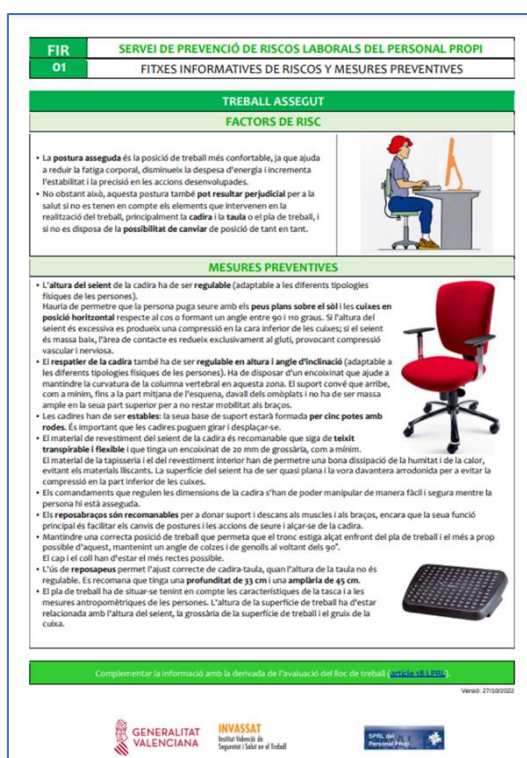 FIR
SERVEI DE PREVENCIÓ DE RISCOS LABORALS DEL PERSONAL PROPI
01
FITXES INFORMATIVES DE RISCOS Y MESURES PREVENTIVES
TREBALL ASSEGUT
FACTORS DE RISC
• La postura asseguda és la posició de treball més confortable, ja que ajuda
a reduir la fatiga corporal, disminueix la despesa d'energia i incrementa
l'estabilitat i la precisió en les accions desenvolupades.
• No obstant això, aquesta postura també pot resultar perjudicial per a la
salut si no es tenen en compte els elements que intervenen en la
realització del treball, principalment la cadira i la taula o el pla de treball, i
si no es disposa de la possibilitat de canviar de posició de tant en tant.
MESURES PREVENTIVES
• L'altura del seient de la cadira ha de ser regulable (adaptable a les diferents tipologies
físiques de les persones).
Hauria de permetre que la persona puga seure amb els peus plans sobre el sòl i les cuixes en
posició horitzontal respecte al cos o formant un angle entre 90 i 110 graus. Si l'altura del
seient és excessiva es produeix una compressió en la cara inferior de les cuixes; si el seient
és massa baix, l'àrea de contacte es redueix exclusivament al gluti, provocant compressió
vascular i nerviosa.
• El respatler de la cadira també ha de ser regulable en altura i angle d'inclinació (adaptable a
les diferents tipologies físiques de les persones). Ha de disposar d'un encoixinat que ajude a
mantindre la curvatura de la columna vertebral en aquesta zona. El suport convé que arribe,
com a mínim, fins a la part mitjana de l'esquena, davall dels omòplats i no ha de ser massa
ample en la seua part superior per a no restar mobilitat als braços.
• Les cadires han de ser estables: la seua base de suport estarà formada per cinc potes amb
rodes. És important que les cadires puguen girar i desplaçar-se.
• El material de revestiment del seient de la cadira és recomanable que siga de teixit
transpirable i flexible i que tinga un encoixinat de 20 mm de grossària, com a mínim.
El material de la tapisseria i el del revestiment interior han de permetre una bona dissipació de la humitat i de la calor,
evitant els materials lliscants. La superfície del seient ha de ser quasi plana i la vora davantera arrodonida per a evitar la
compressió en la part inferior de les cuixes.
• Els comandaments que regulen les dimensions de la cadira s'han de poder manipular de manera fàcil i segura mentre la
persona hi està asseguda.
• Els reposabraços són recomanables per a donar suport i descans als muscles i als braços, encara que la seua funció
principal és facilitar els canvis de postures i les accions de seure i alçar-se de la cadira.
• Mantindre una correcta posició de treball que permeta que el tronc estiga alçat enfront del pla de treball i el més a prop
possible d'aquest, mantenint un angle de colzes i de genolls al voltant dels 90°.
El cap i el coll han d'estar el més rectes possible.
• L'ús de reposapeus permet l'ajust correcte de cadira-taula, quan l'altura de la taula no és
regulable. Es recomana que tinga una profunditat de 33 cm i una amplària de 45 cm.
• El pla de treball ha de situar-se tenint en compte les característiques de la tasca i a les
mesures antropomètriques de les persones. L'altura de la superfície de treball ha d'estar
relacionada amb l'altura del seient, la grossària de la superfície de treball i el gruix de la
cuixa.
Complementar la informació amb la derivada de l'avaluació del lloc de treball (article 18 LPRL).
Versió: 27/10/2022
GENERALITAT
VALENCIANA
INVASSAT
Institut Valencià de
Seguretat i Salut en el Treball
SPRL del
Personal Propi